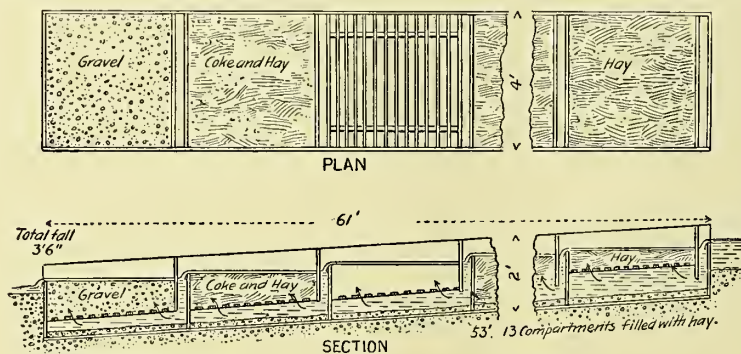 Gravel
Coke and Hay
Hay
4'
PLAN
61'
Total fall
3'6"
Gravel
Coke and Hay
2'
Hay
53'. 13 Compartments filled with hay.
SECTION